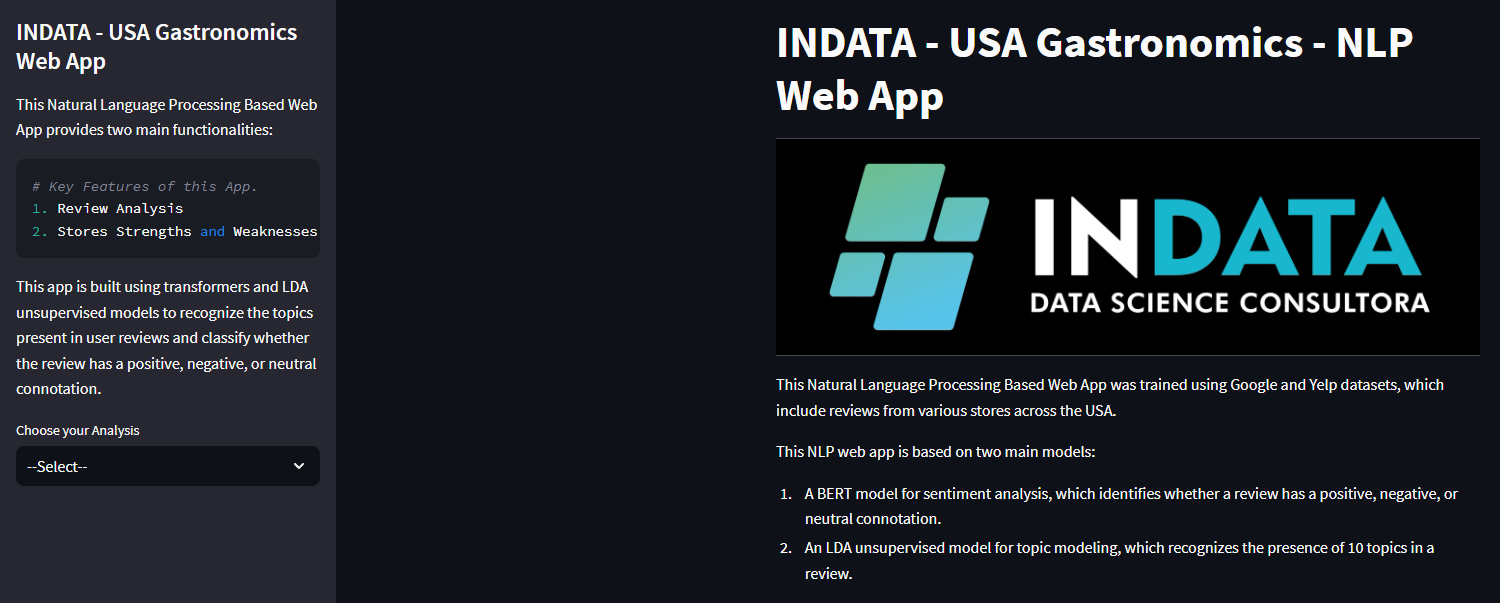 INDATA - USA Gastronomics
Web App
This Natural Language Processing Based Web
App provides two main functionalities:
# Key Features of this App.
1. Review Analysis
2. Stores Strengths and Weaknesses
This app is built using transformers and LDA
unsupervised models to recognize the topics
present in user reviews and classify whether
the review has a positive, negative, or neutral
connotation.
Choose your Analysis
--Select--
INDATA - USA Gastronomics - NLP
Web App
INDATA
DATA SCIENCE CONSULTORA
This Natural Language Processing Based Web App was trained using Google and Yelp datasets, which
include reviews from various stores across the USA.
This NLP web app is based on two main models:
1. A BERT model for sentiment analysis, which identifies whether a review has a positive, negative, or
neutral connotation.
2. An LDA unsupervised model for topic modeling, which recognizes the presence of 10 topics in a
review.